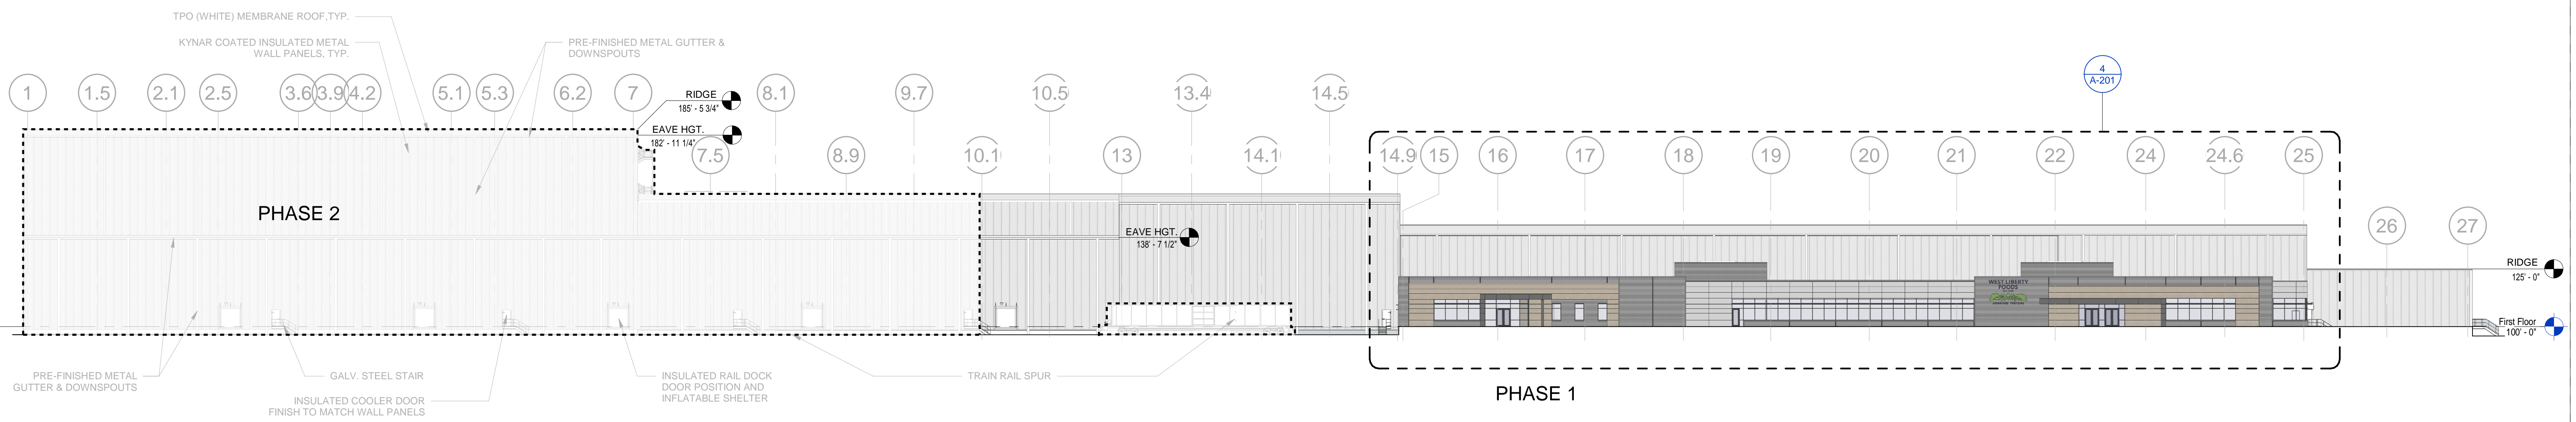 TPO (WHITE) MEMBRANE ROOF,TYP.
KYNAR COATED INSULATED METAL
WALL PANELS, TYP.
PRE-FINISHED METAL GUTTER &
DOWNSPOUTS
4
A-201
1
1.5
2.1
2.5
3.6
3.9
4.2
5.1
5.3
6.2
7
RIDGE
185' - 5 3/4"
8.1
9.7
10.5
13.4
14.5
EAVE HGT.
182' - 11 1/4"
7.5
8.9
10.1
13
14.1
14.9
15
16
17
18
19
20
21
22
24
24.6
25
PHASE 2
26
27
EAVE HGT.
138' - 7 1/2"
RIDGE
125' - 0"
WEST LIBERTY
FOODS
First Floor
100' - 0"
PRE-FINISHED METAL
GUTTER & DOWNSPOUTS
GALV. STEEL STAIR
INSULATED COOLER DOOR
FINISH TO MATCH WALL PANELS
INSULATED RAIL DOCK
DOOR POSITION AND
INFLATABLE SHELTER
TRAIN RAIL SPUR
PHASE 1